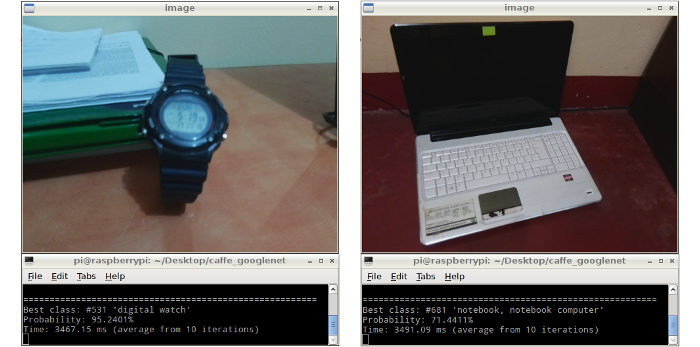 image
5:19
pi@raspberrypi: ~/Desktop/caffe_googlenet
File Edit Tabs Help
=========================================================
Best class: #531 'digital watch'
Probability: 95.2401%
Time: 3467.15 ms (average from 10 iterations)
image
pi@raspberrypi: ~/Desktop/caffe_googlenet
File Edit Tabs Help
=========================================================
Best class: #681 'notebook, notebook computer'
Probability: 71.4411%
Time: 3491.09 ms (average from 10 iterations)